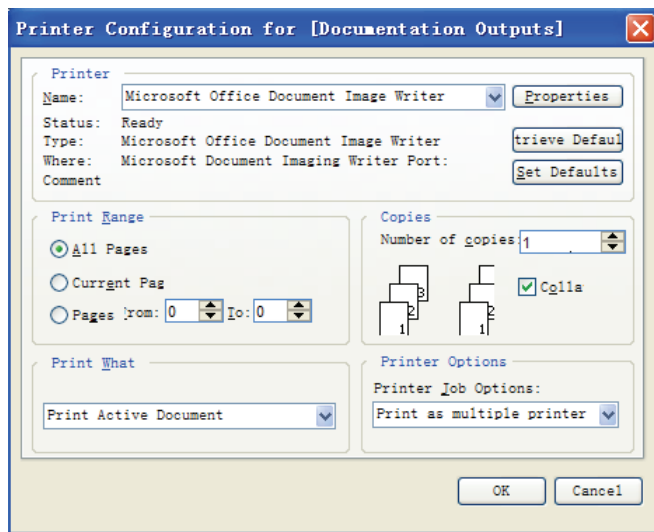 Printer Configuration for [Documentation Outputs]
Printer
Name: Microsoft Office Document Image Writer Properties
Status: Ready
Type: Microsoft Office Document Image Writer trieve Defaul
Where: Microsoft Document Imaging Writer Port:
Comment Set Defaults
Print Range
All Pages
Current Pag
Pages From: 0 To: 0
Copies
Number of copies: 1
3
2
1
2
1
Colla
Print What
Print Active Document
Printer Options
Printer Job Options:
Print as multiple printer
OK Cancel